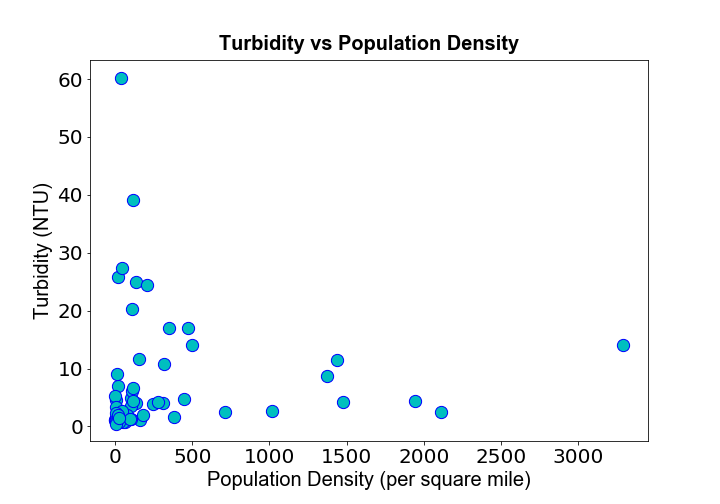 Turbidity vs Population Density
60
50
40
30
20
10
0
Turbidity (NTU)
0 500 1000 1500 2000 2500 3000
Population Density (per square mile)